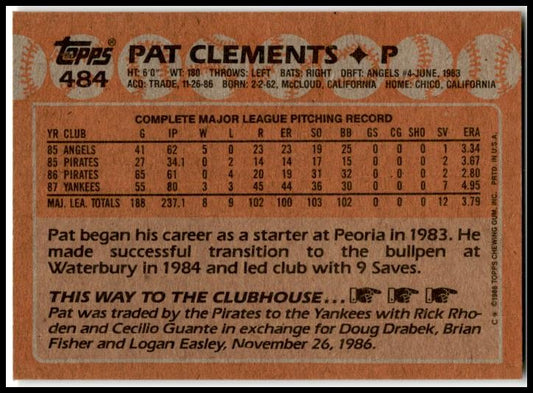 Topps® PAT CLEMENTS ✦ P
484 HT: 6'0" WT: 180 THROWS: LEFT BATS: RIGHT DRFT: ANGELS #4-JUNE, 1983
ACQ: TRADE, 11-26-86 BORN: 2-2-62, McCLOUD, CALIFORNIA HOME: CHICO, CALIFORNIA
COMPLETE MAJOR LEAGUE PITCHING RECORD
YR CLUB G IP W L R ER SO BB GS CG SHO SV ERA
85 ANGELS 41 62 5 0 23 23 19 25 0 0 0 1 3.34
85 PIRATES 27 34.1 0 2 14 14 17 15 0 0 0 2 3.67
86 PIRATES 65 61 0 4 20 19 31 32 0 0 0 2 2.80
87 YANKEES 55 80 3 3 45 44 36 30 0 0 0 7 4.95
MAJ. LEA. TOTALS 188 237.1 8 9 102 100 103 102 0 0 0 12 3.79
Pat began his career as a starter at Peoria in 1983. He
made successful transition to the bullpen at
Waterbury in 1984 and led club with 9 Saves.
THIS WAY TO THE CLUBHOUSE...
Pat was traded by the Pirates to the Yankees with Rick Rho-
den and Cecilio Guante in exchange for Doug Drabek, Brian
Fisher and Logan Easley, November 26, 1986.
C* ©1988 TOPPS CHEWING GUM, INC. PRTD. IN U.S.A.